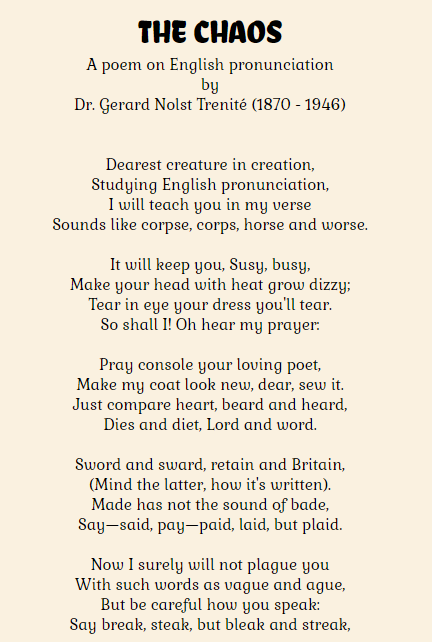 THE CHAOS
A poem on English pronunciation
by
Dr. Gerard Nolst Trenité (1870 - 1946)
Dearest creature in creation,
Studying English pronunciation,
I will teach you in my verse
Sounds like corpse, corps, horse and worse.
It will keep you, Susy, busy,
Make your head with heat grow dizzy;
Tear in eye your dress you'll tear.
So shall I! Oh hear my prayer:
Pray console your loving poet,
Make my coat look new, dear, sew it.
Just compare heart, beard and heard,
Dies and diet, Lord and word.
Sword and sward, retain and Britain,
(Mind the latter, how it's written).
Made has not the sound of bade,
Say—said, pay—paid, laid, but plaid.
Now I surely will not plague you
With such words as vague and ague,
But be careful how you speak:
Say break, steak, but bleak and streak,